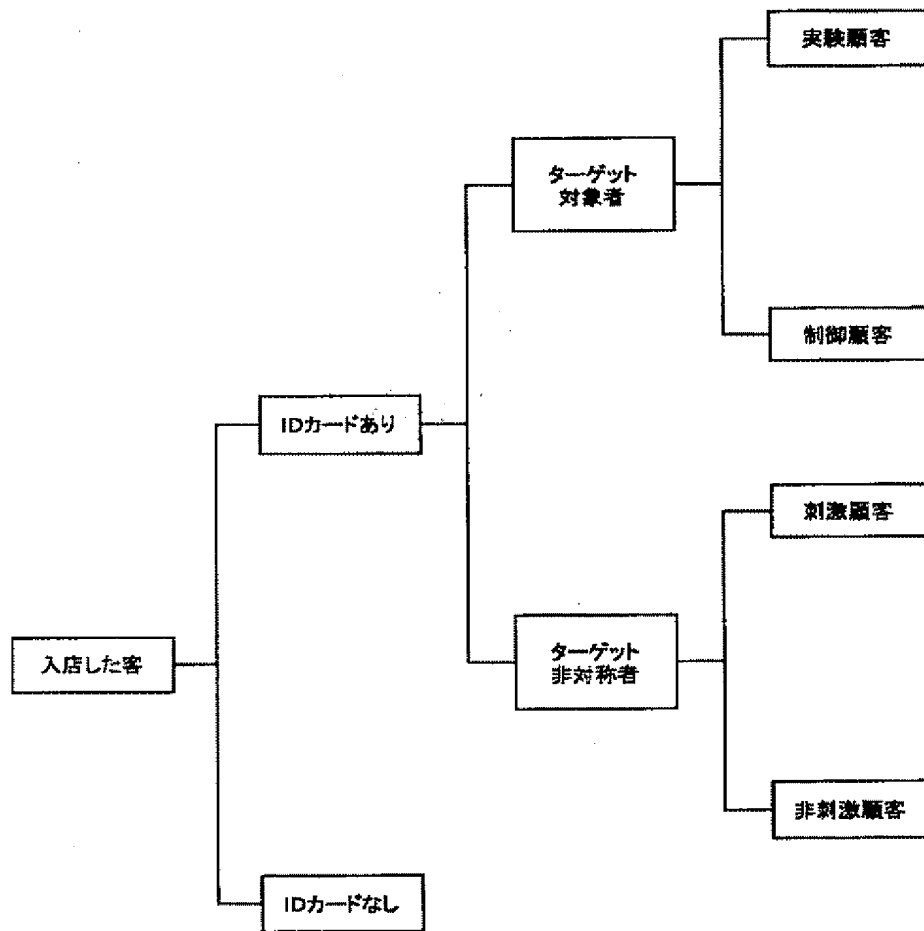 実験顧客
ターゲット
対象者
制御顧客
IDカードあり
刺激顧客
入店した客
ターゲット
非対称者
非刺激顧客
IDカードなし